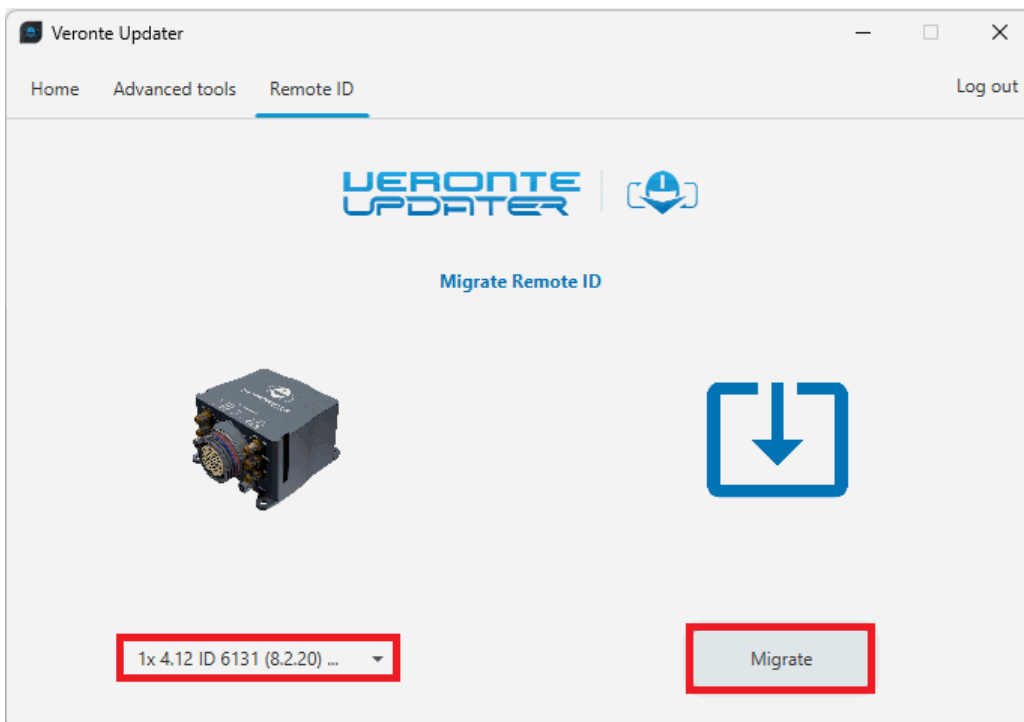 Veronte Updater
Home Advanced tools Remote ID Log out
VERONTE
UPDATER
Migrate Remote ID
1x 4.12 ID 6131 (8.2.20) ...
Migrate